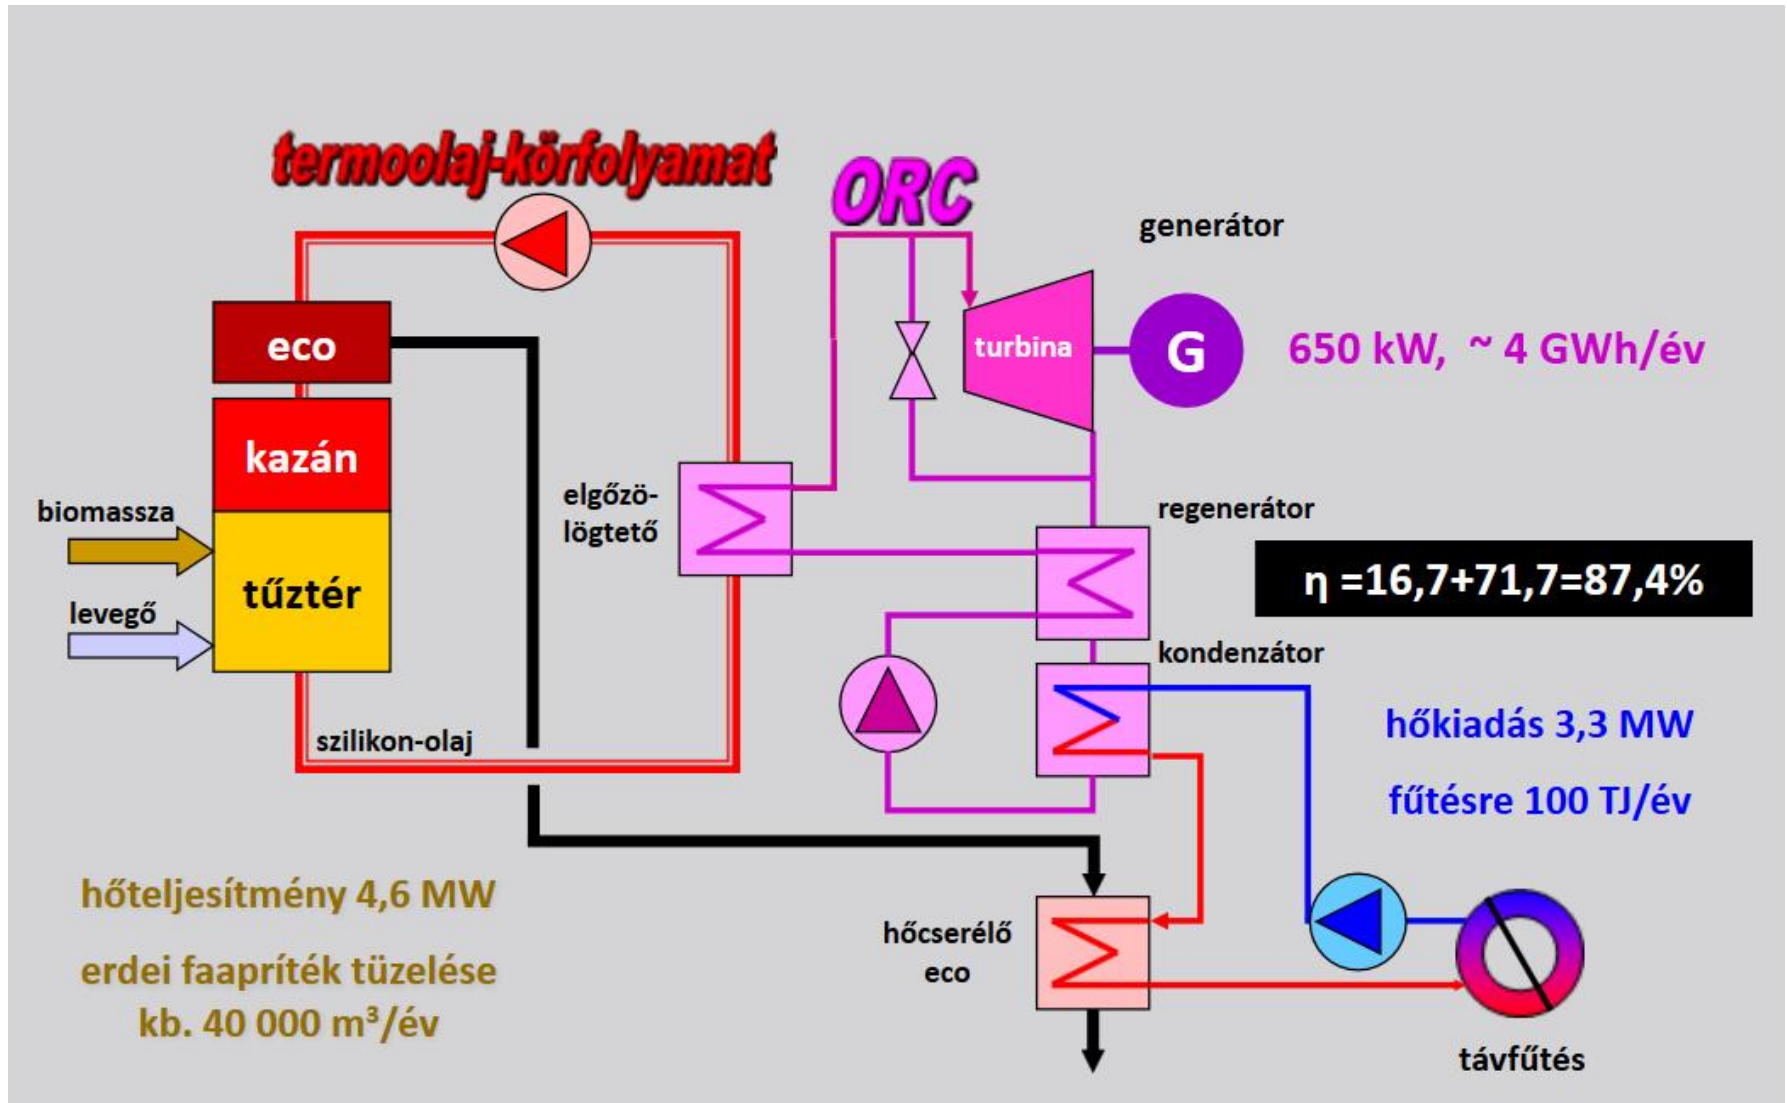 termoolaj-körfolyamat
ORC
generátor
eco
turbina
G
650 kW, ~ 4 GWh/év
kazán
elgőzö-
lögtető
biomassza
regenerátor
tűztér
η =16,7+71,7=87,4%
levegő
kondenzátor
szilikon-olaj
hőkiadás 3,3 MW
fűtésre 100 TJ/év
hőteljesítmény 4,6 MW
erdei faapríték tüzelése
kb. 40 000 m³/év
hőcserélő
eco
távfűtés